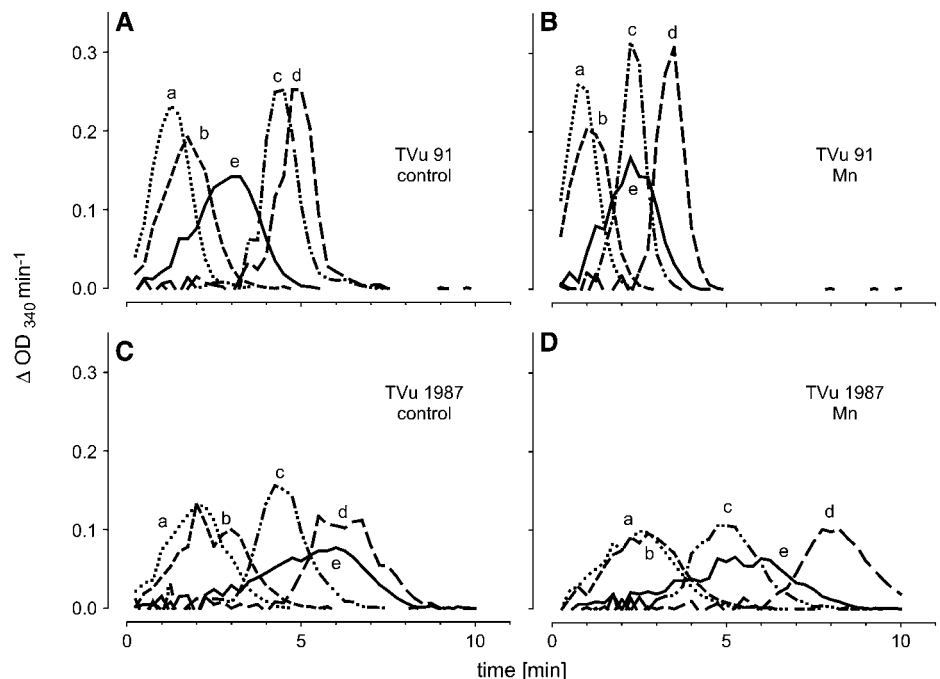 A
B
0.3
0.2
0.1
0.0
a
b
c
d
e
TVu 91
control
a
b
c
d
e
TVu 91
Mn
Δ OD 340 min-1
C
D
0.3
0.2
0.1
0.0
a
b
c
d
e
TVu 1987
control
a
b
c
d
e
TVu 1987
Mn
0
5
10
0
5
10
time [min]